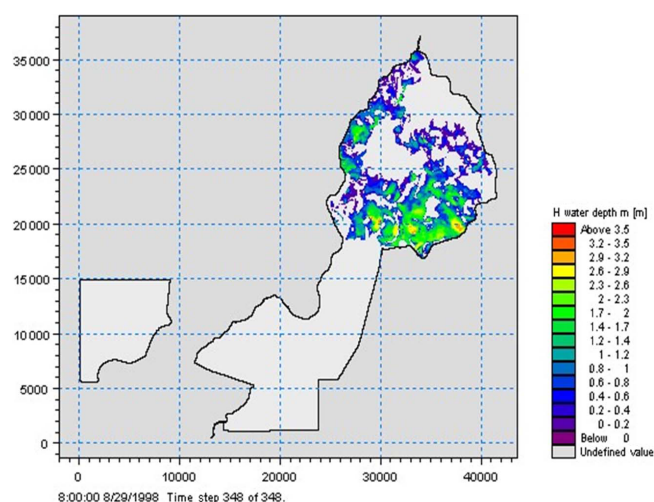 35000
30000
25000
20000
15000
10000
5000
0
0 10000 20000 30000 40000
8:00:00 8/29/1998 Time step 348 of 348.
H water depth m [m]
Above 3.5
3.2 - 3.5
2.9 - 3.2
2.6 - 2.9
2.3 - 2.6
2 - 2.3
1.7 - 2
1.4 - 1.7
1.2 - 1.4
1 - 1.2
0.8 - 1
0.6 - 0.8
0.4 - 0.6
0.2 - 0.4
0 - 0.2
Below 0
Undefined value